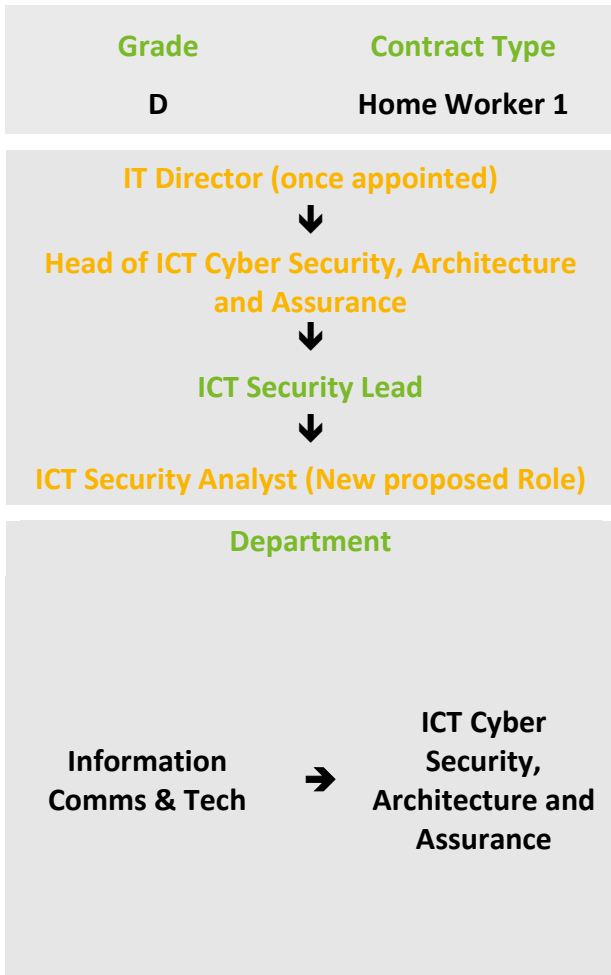 Grade Contract Type
D Home Worker 1
IT Director (once appointed)
Head of ICT Cyber Security, Architecture
and Assurance
ICT Security Lead
ICT Security Analyst (New proposed Role)
Department
Information
Comms & Tech
ICT Cyber
Security,
Architecture and
Assurance